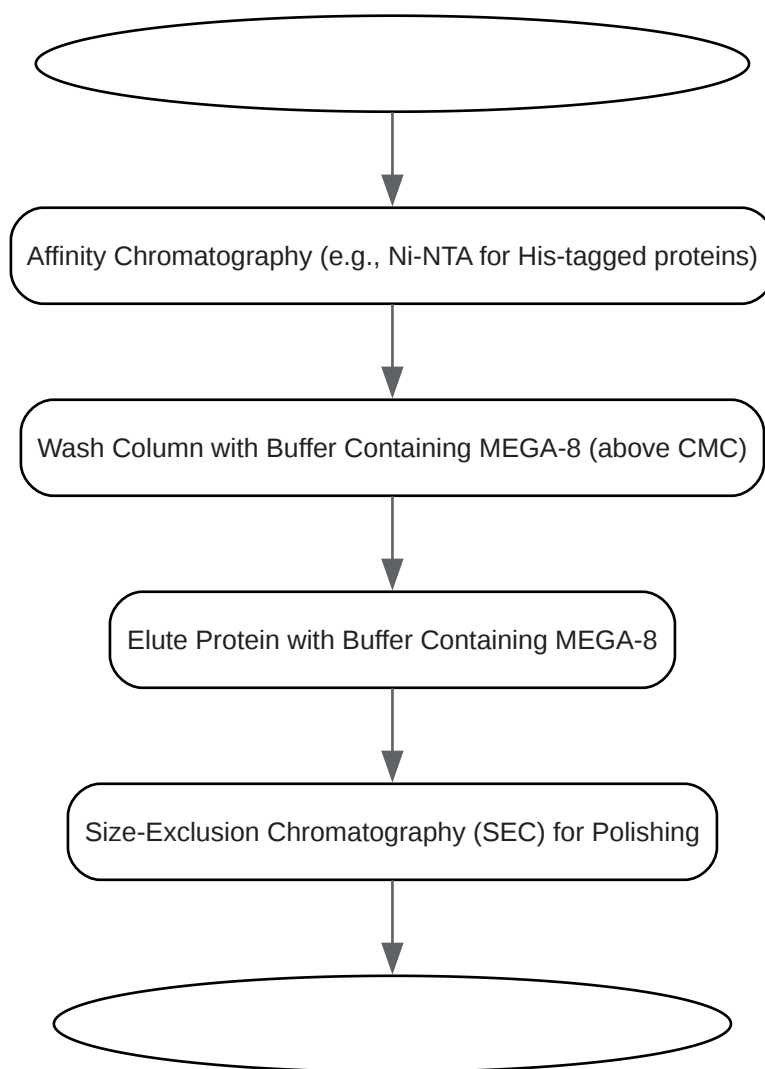 Affinity Chromatography (e.g., Ni-NTA for His-tagged proteins)
Wash Column with Buffer Containing MEGA-8 (above CMC)
Elute Protein with Buffer Containing MEGA-8
Size-Exclusion Chromatography (SEC) for Polishing